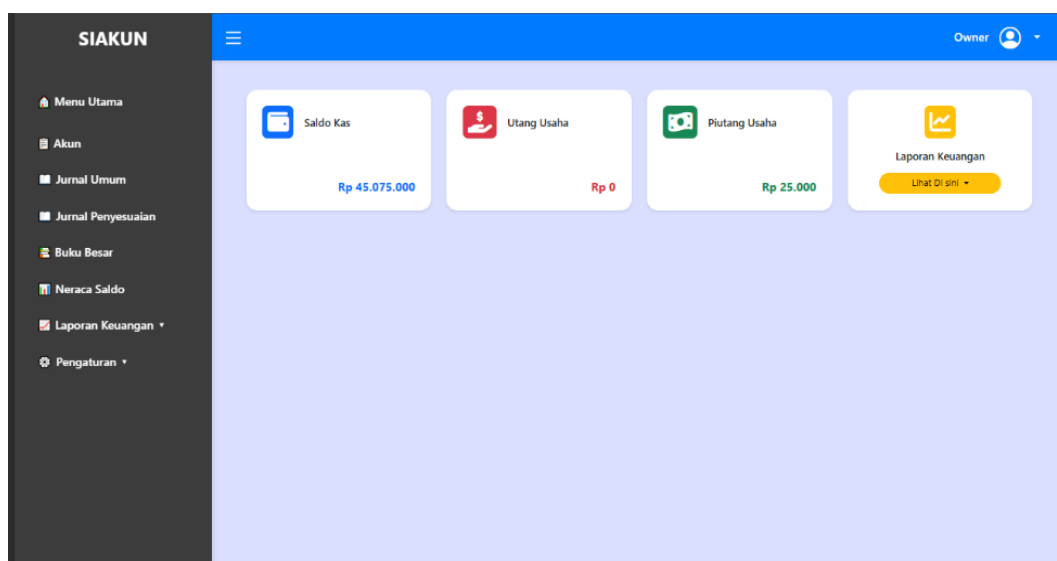 SIAKUN
Owner
Menu Utama
Akun
Jurnal Umum
Jurnal Penyesuaian
Buku Besar
Neraca Saldo
Laporan Keuangan
Pengaturan
Saldo Kas
Rp 45.075.000
Utang Usaha
Rp 0
Piutang Usaha
Rp 25.000
Laporan Keuangan
Lihat Di sini